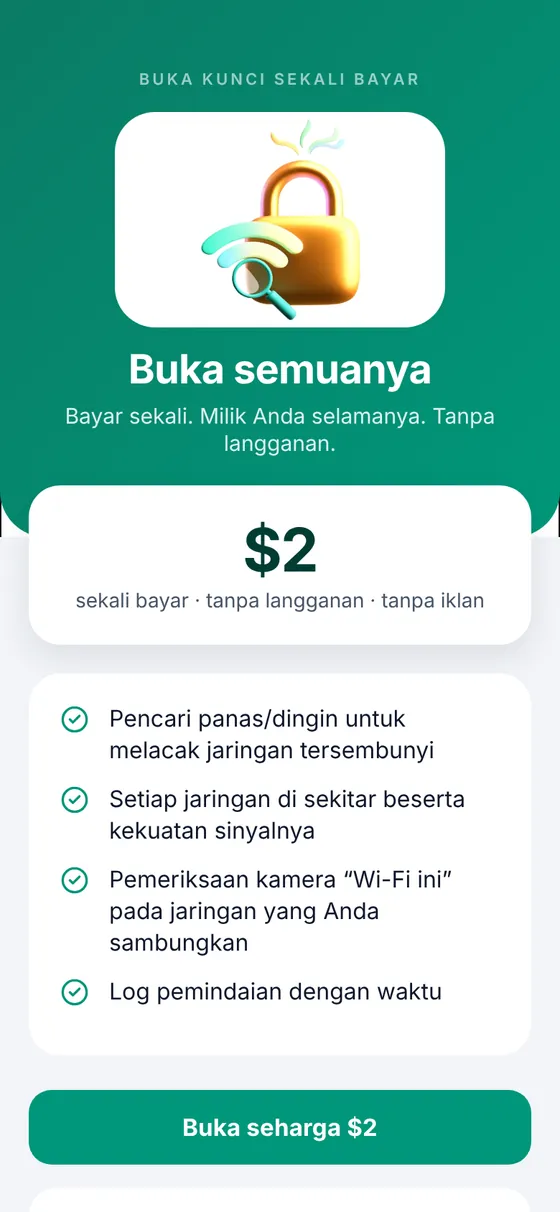 BUKA KUNCI SEKALI BAYAR
Buka semuanya
Bayar sekali. Milik Anda selamanya. Tanpa
langganan.
$2
sekali bayar · tanpa langganan · tanpa iklan
Pencari panas/dingin untuk
melacak jaringan tersembunyi
Setiap jaringan di sekitar beserta
kekuatan sinyalnya
Pemeriksaan kamera “Wi-Fi ini”
pada jaringan yang Anda
sambungkan
Log pemindaian dengan waktu
Buka seharga $2